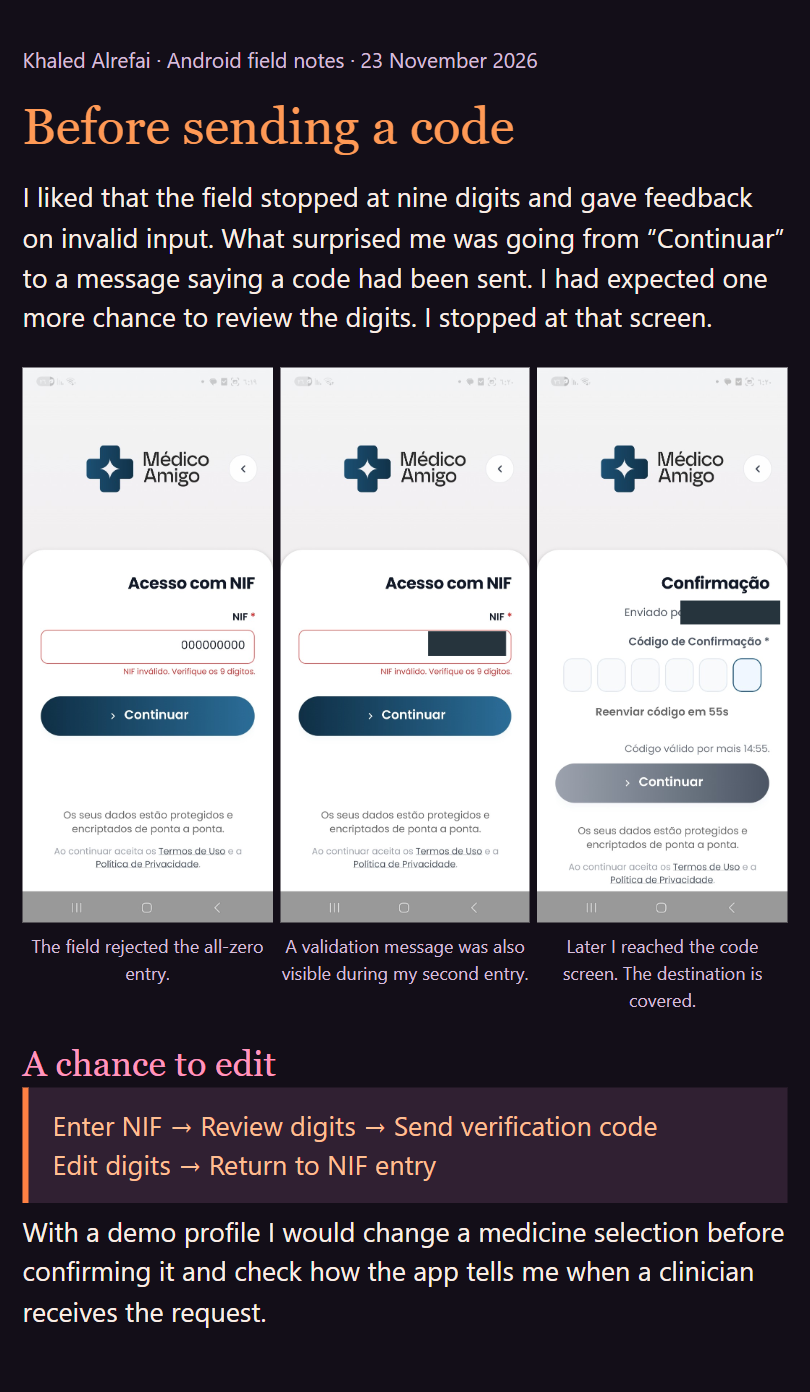 Khaled Alrefai · Android field notes · 23 November 2026
Before sending a code
I liked that the field stopped at nine digits and gave feedback
on invalid input. What surprised me was going from “Continuar”
to a message saying a code had been sent. I had expected one
more chance to review the digits. I stopped at that screen.
Médico
Amigo
Acesso com NIF
NIF *
000000000
NIF inválido. Verifique os 9 dígitos.
Continuar
Os seus dados estão protegidos e
encriptados de ponta a ponta.
Ao continuar aceita os Termos de Uso e a
Política de Privacidade.
The field rejected the all-zero
entry.
Médico
Amigo
Acesso com NIF
NIF *
NIF inválido. Verifique os 9 dígitos.
Continuar
Os seus dados estão protegidos e
encriptados de ponta a ponta.
Ao continuar aceita os Termos de Uso e a
Política de Privacidade.
A validation message was also
visible during my second entry.
Médico
Amigo
Confirmação
Enviado
Código de Confirmação *
Reenviar código em 55s
Código válido por mais 14:55.
Continuar
Os seus dados estão protegidos e
encriptados de ponta a ponta.
Ao continuar aceita os Termos de Uso e a
Política de Privacidade.
Later I reached the code
screen. The destination is
covered.
A chance to edit
Enter NIF → Review digits → Send verification code
Edit digits → Return to NIF entry
With a demo profile I would change a medicine selection before
confirming it and check how the app tells me when a clinician
receives the request.